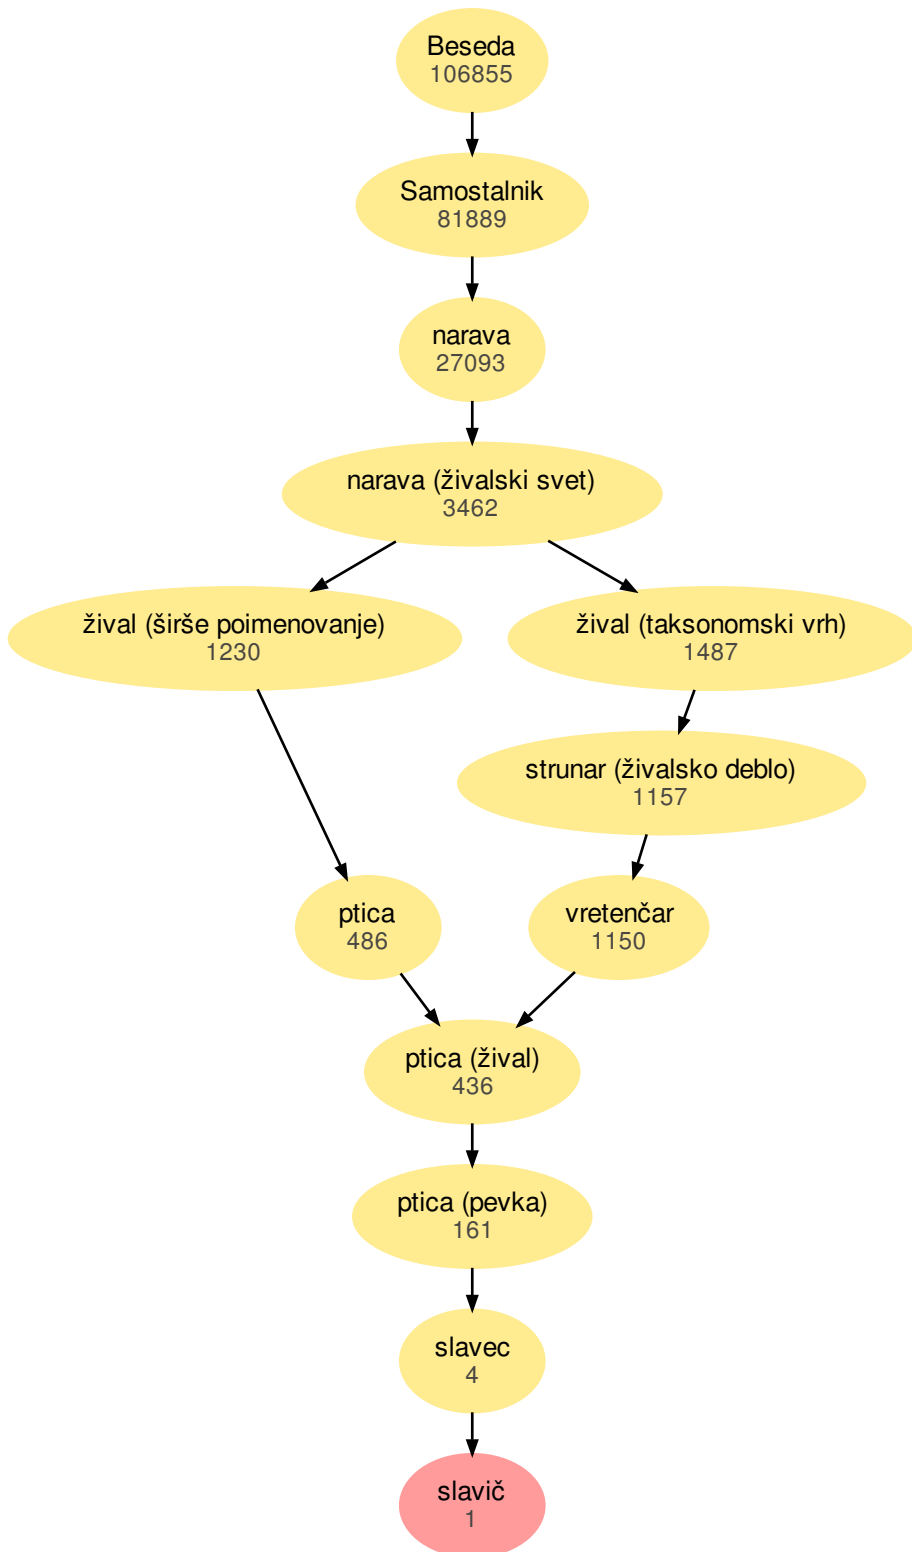 Beseda
106855
Samostalnik
81889
narava
27093
narava (živalski svet)
3462
žival (širše poimenovanje)
1230
žival (taksonomski vrh)
1487
strunar (živalsko deblo)
1157
ptica
486
vretenčar
1150
ptica (žival)
436
ptica (pevka)
161
slavec
4
slavič
1